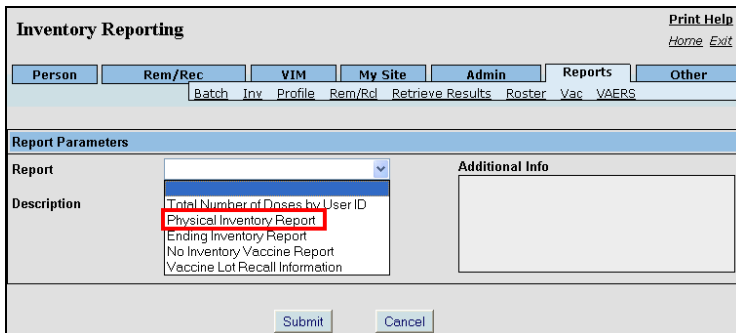 Inventory Reporting
Print Help
Home Exit
Person Rem/Rec VIM My Site Admin Reports Other
Batch Inv Profile Rem/Rcl Retrieve Results Roster Vac VAERS
Report Parameters
Report
Additional Info
Description
Total Number of Doses by User ID
Physical Inventory Report
Ending Inventory Report
No Inventory Vaccine Report
Vaccine Lot Recall Information
Submit Cancel